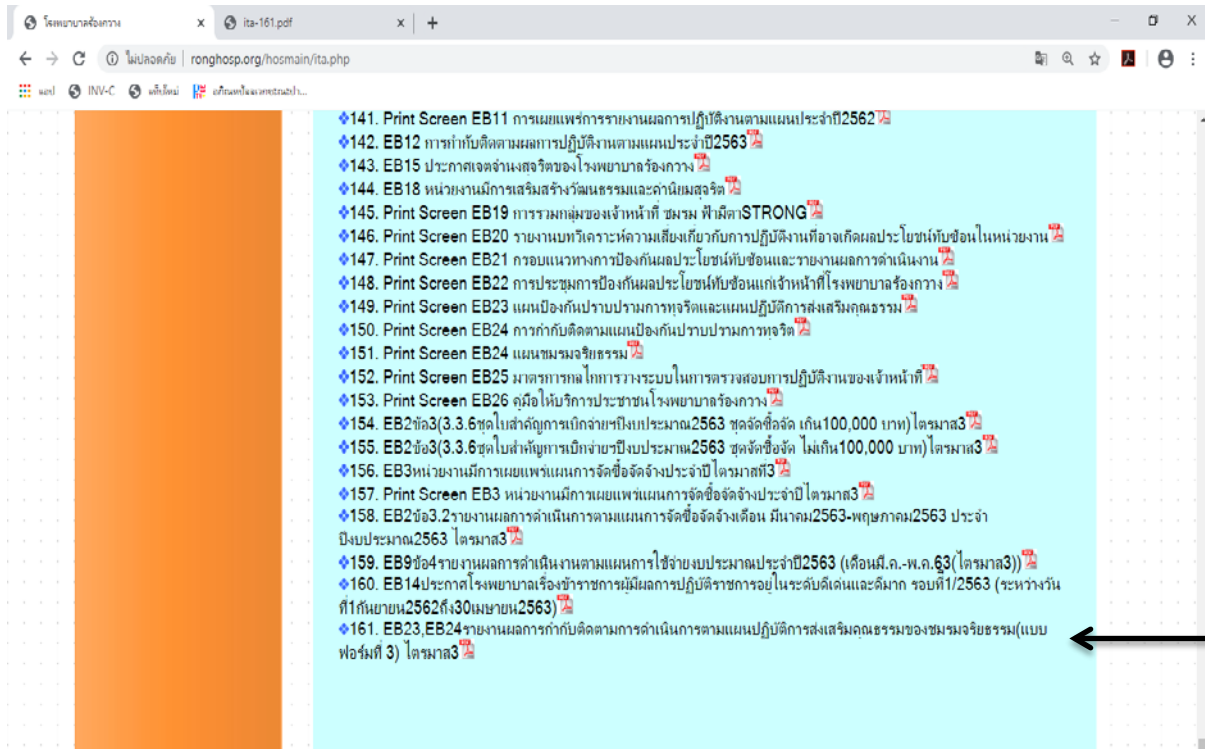 โรงพยาบาลร้องกวาง
ita-161.pdf
ไม่ปลอดภัย
ronghosp.org/hosmain/ita.php
แอป
INV-C
แท็บใหม่
141. Print Screen EB11 การเผยแพร่การรายงานผลการปฏิบัติงานตามแผนประจำปี2562
142. EB12 การกำกับติดตามผลการปฏิบัติงานตามแผนประจำปี2563
143. EB15 ประกาศเจตจำนงสุจริตของโรงพยาบาลร้องกวาง
144. EB18 หน่วยงานมีการเสริมสร้างวัฒนธรรมและค่านิยมสุจริต
145. Print Screen EB19 การรวมกลุ่มของเจ้าหน้าที่ ชมรม ฟ้ามีตาSTRONG
146. Print Screen EB20 รายงานบทวิเคราะห์ความเสี่ยงเกี่ยวกับการปฏิบัติงานที่อาจเกิดผลประโยชน์ทับซ้อนในหน่วยงาน
147. Print Screen EB21 กรอบแนวทางการป้องกันผลประโยชน์ทับซ้อนและรายงานผลการดำเนินงาน
148. Print Screen EB22 การประชุมการป้องกันผลประโยชน์ทับซ้อนแก่เจ้าหน้าที่โรงพยาบาลร้องกวาง
149. Print Screen EB23 แผนป้องกันปราบปรามการทุจริตและแผนปฏิบัติการส่งเสริมคุณธรรม
150. Print Screen EB24 การกำกับติดตามแผนป้องกันปราบปรามการทุจริต
151. Print Screen EB24 แผนชมรมจริยธรรม
152. Print Screen EB25 มาตรการกลไกการวางระบบในการตรวจสอบการปฏิบัติงานของเจ้าหน้าที่
153. Print Screen EB26 คู่มือให้บริการประชาชนโรงพยาบาลร้องกวาง
154. EB2ข้อ3(3.3.6ชุดใบสำคัญการเบิกจ่ายฯปีงบประมาณ2563 ชุดจัดซื้อจัด เกิน100,000 บาท)ไตรมาส3
155. EB2ข้อ3(3.3.6ชุดใบสำคัญการเบิกจ่ายฯปีงบประมาณ2563 ชุดจัดซื้อจัด ไม่เกิน100,000 บาท)ไตรมาส3
156. EB3หน่วยงานมีการเผยแพร่แผนการจัดซื้อจัดจ้างประจำปี ไตรมาสที่3
157. Print Screen EB3 หน่วยงานมีการเผยแพร่แผนการจัดซื้อจัดจ้างประจำปี ไตรมาส3
158. EB2ข้อ3.2รายงานผลการดำเนินการตามแผนการจัดซื้อจัดจ้างเดือน มีนาคม2563-พฤษภาคม2563 ประจำ
ปีงบประมาณ2563 ไตรมาส3
159. EB9ข้อ4รายงานผลการดำเนินงานตามแผนการใช้จ่ายงบประมาณประจำปี2563 (เดือนมี.ค.-พ.ค.63(ไตรมาส3))
160. EB14ประกาศโรงพยาบาลเรื่องข้าราชการผู้มีผลการปฏิบัติราชการอยู่ในระดับดีเด่นและดีมาก รอบที่1/2563 (ระหว่างวัน
ที่1กันยายน2562ถึง30เมษายน2563)
161. EB23,EB24รายงานผลการกำกับติดตามการดำเนินการตามแผนปฏิบัติการส่งเสริมคุณธรรมของชมรมจริยธรรม(แบบ
ฟอร์มที่ 3) ไตรมาส3